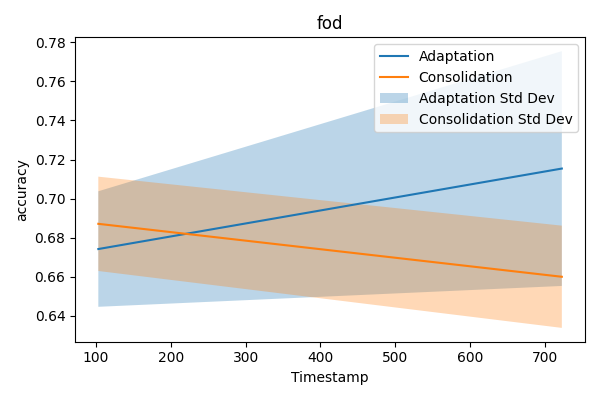 fod
Adaptation
Consolidation
Adaptation Std Dev
Consolidation Std Dev
accuracy
0.78
0.76
0.74
0.72
0.70
0.68
0.66
0.64
100 200 300 400 500 600 700
Timestamp